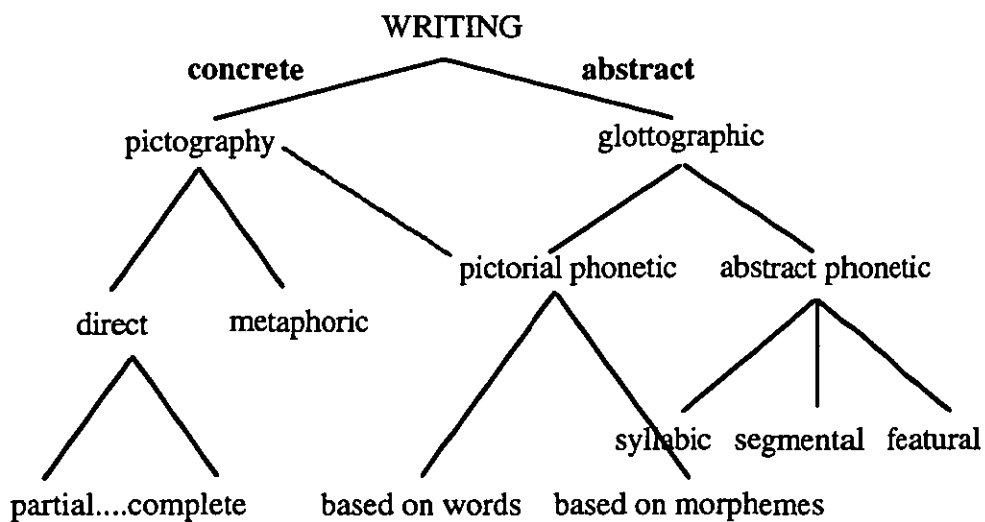 WRITING
concrete abstract
pictography glottographic
pictorial phonetic abstract phonetic
direct metaphoric
syllabic segmental featural
partial....complete based on words based on morphemes